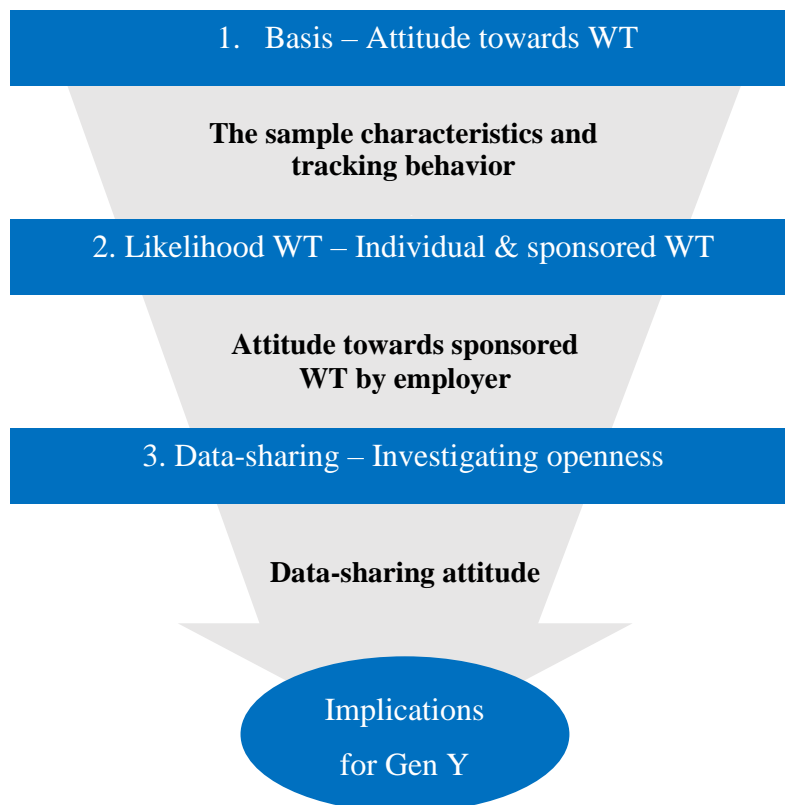 1. Basis – Attitude towards WT
The sample characteristics and
tracking behavior
2. Likelihood WT – Individual & sponsored WT
Attitude towards sponsored
WT by employer
3. Data-sharing – Investigating openness
Data-sharing attitude
Implications
for Gen Y